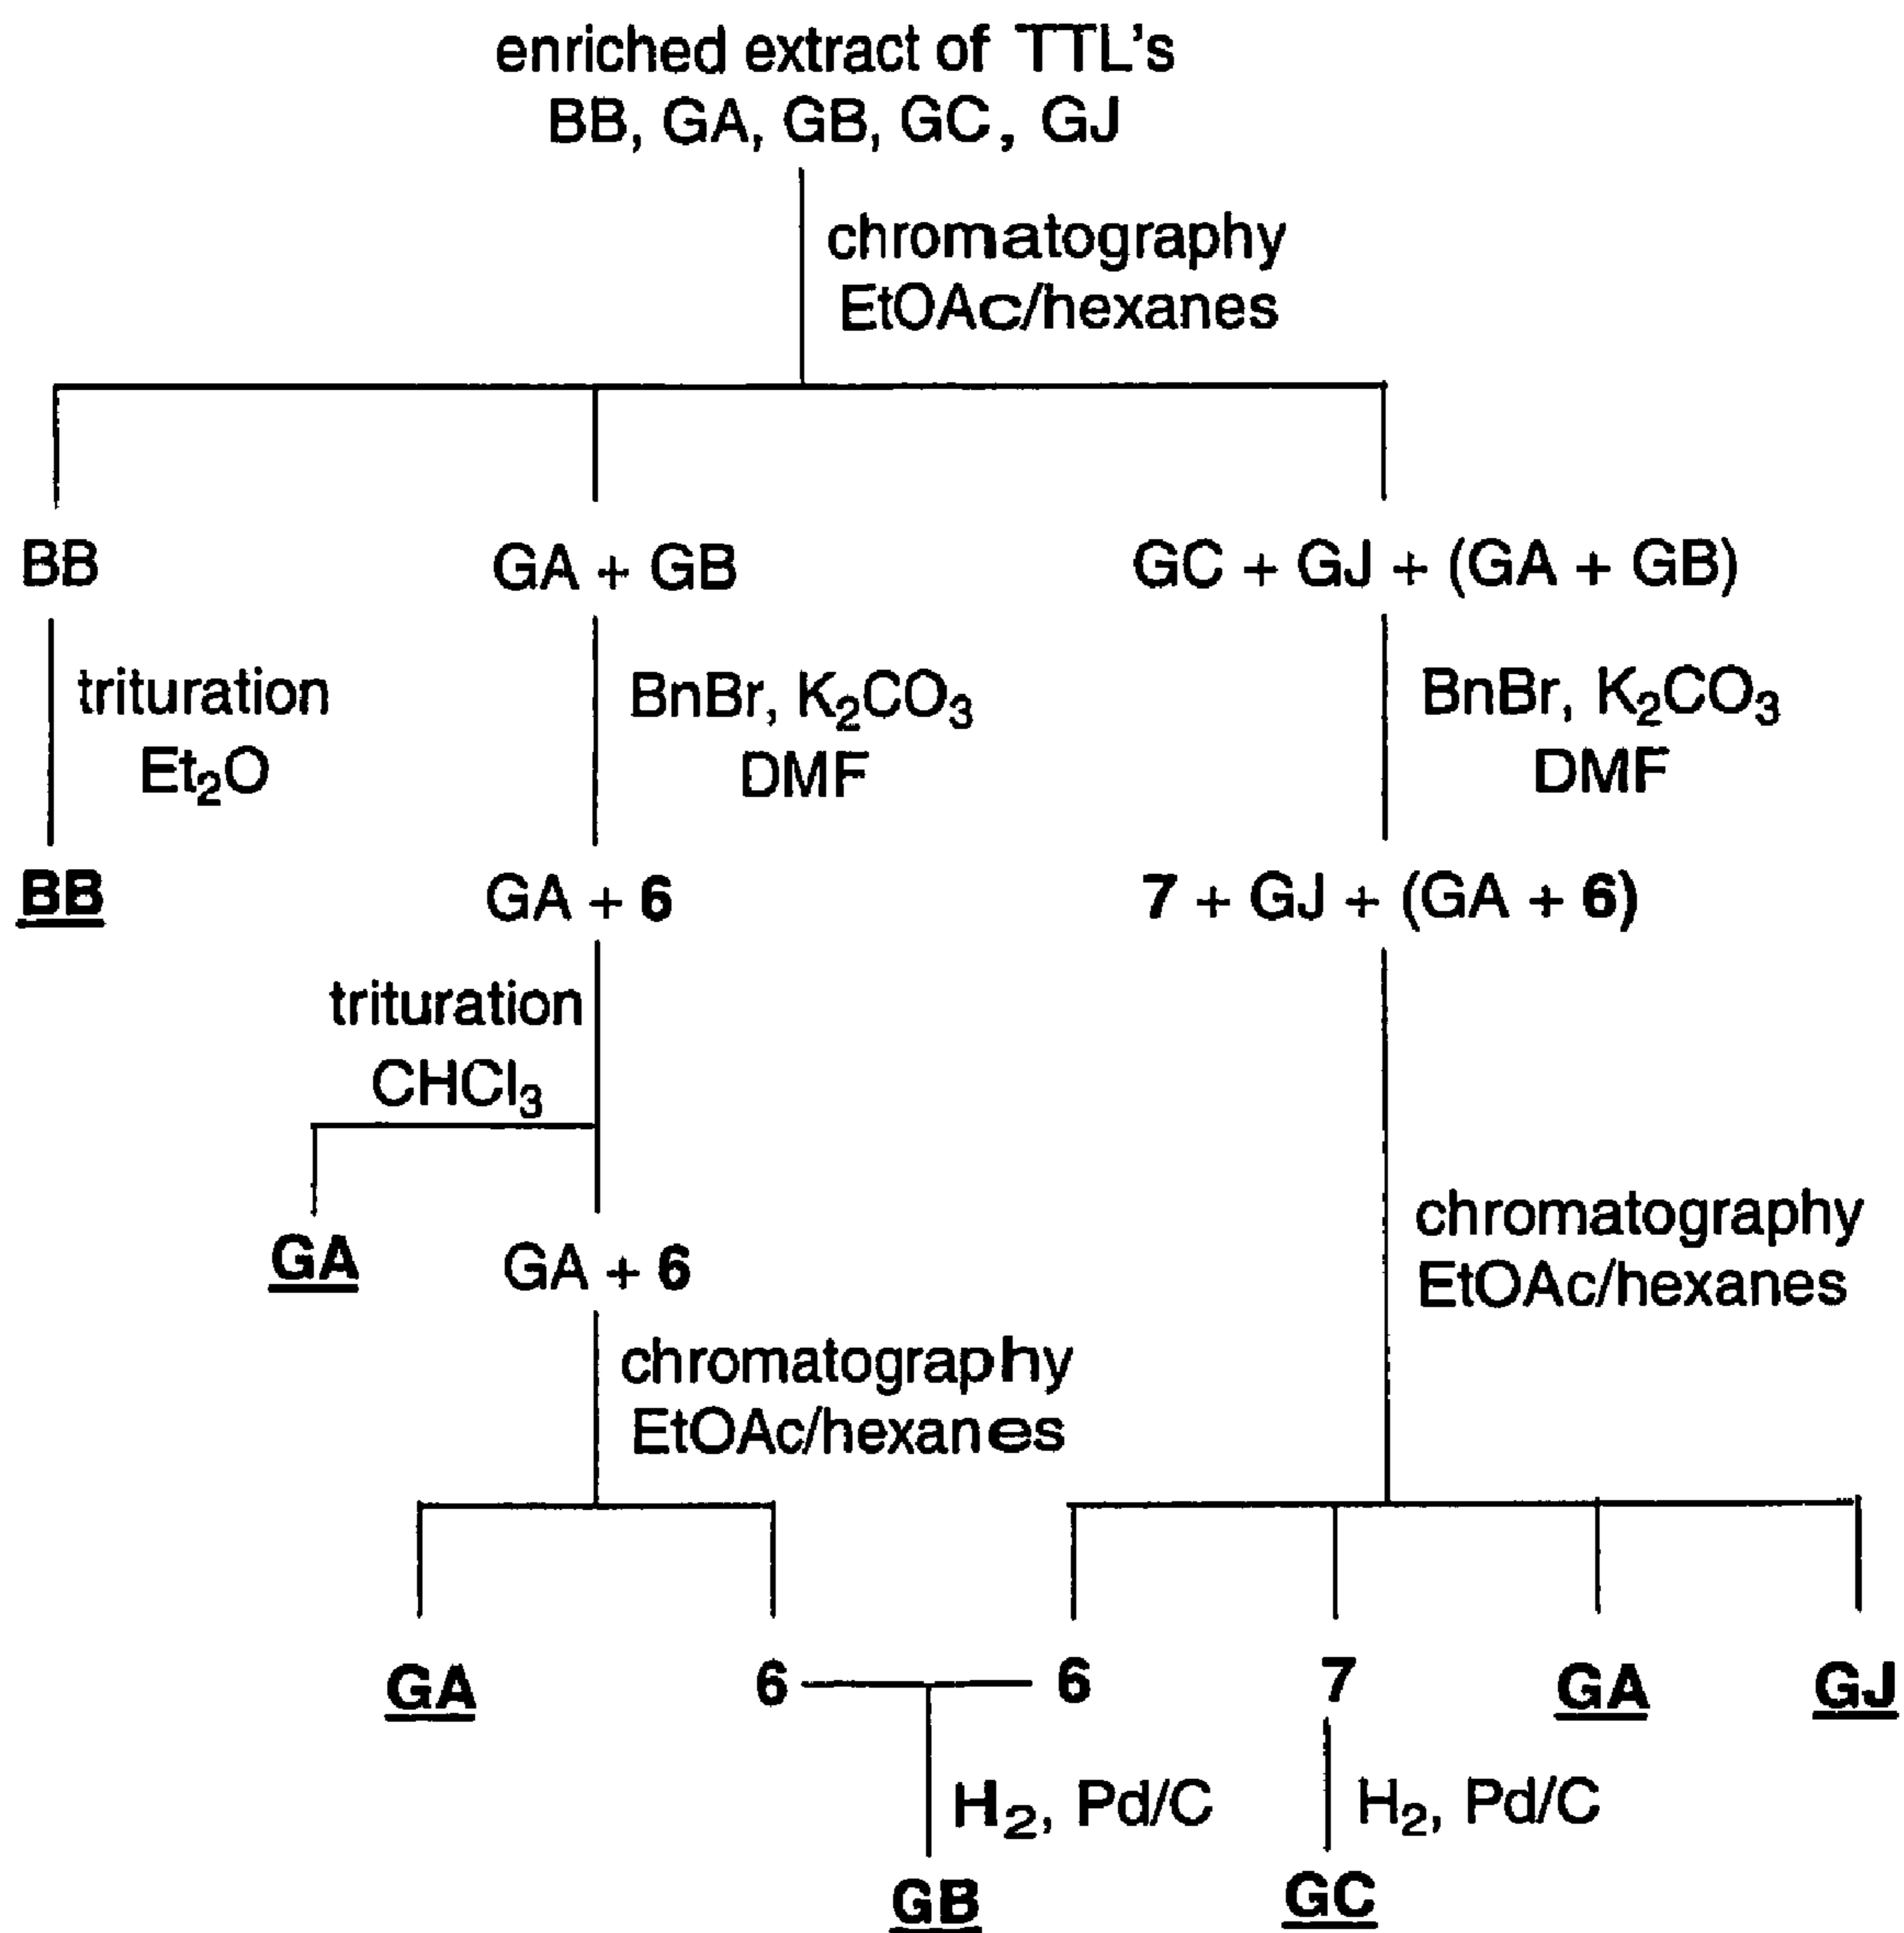 enriched extract of TTL's
BB, GA, GB, GC, GJ
chromatography
EtOAc/hexanes
BB
GA + GB
GC + GJ + (GA + GB)
trituration
Et₂O
BnBr, K₂CO₃
DMF
BnBr, K₂CO₃
DMF
BB
GA + 6
7 + GJ + (GA + 6)
trituration
CHCl₃
GA
GA + 6
chromatography
EtOAc/hexanes
chromatography
EtOAc/hexanes
GA
6
6
7
GA
GJ
H₂, Pd/C
H₂, Pd/C
GB
GC